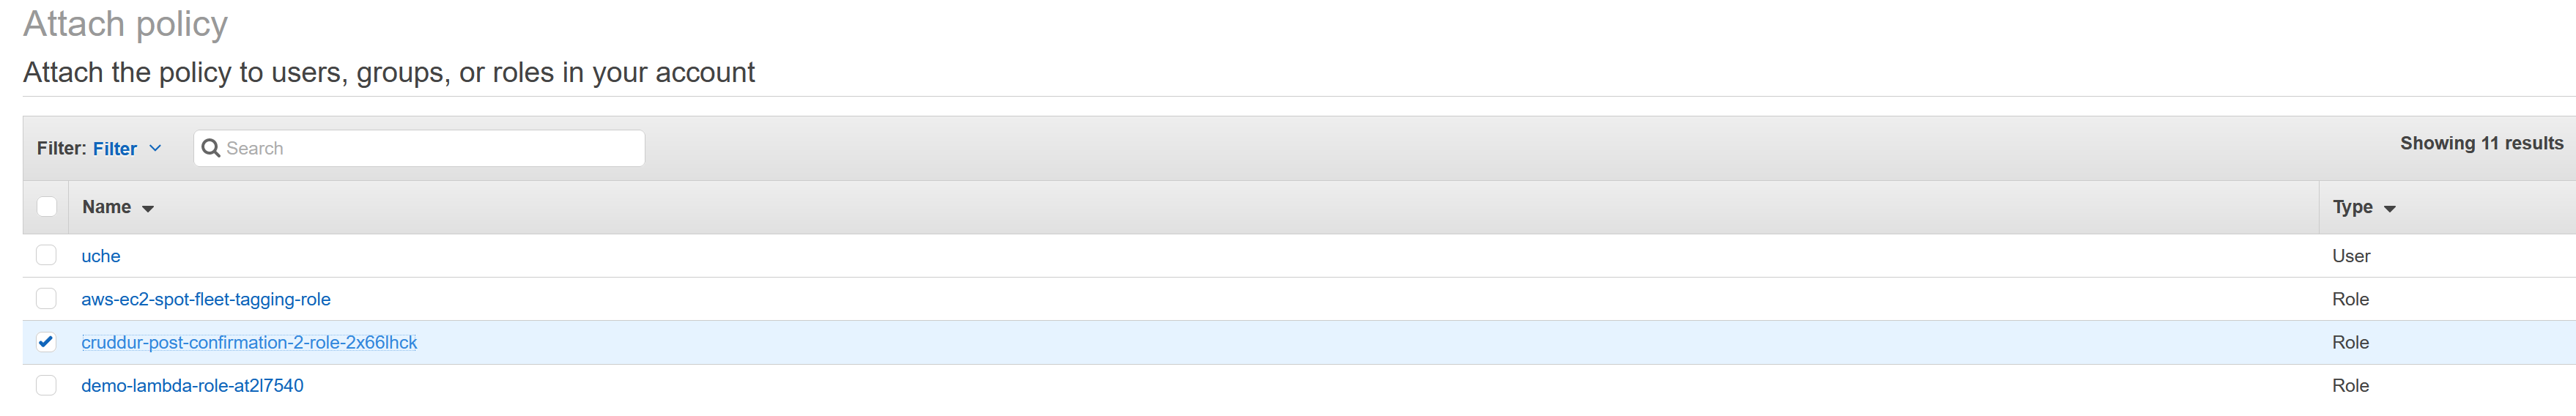 Attach policy
Attach the policy to users, groups, or roles in your account
Filter: Filter Search Showing 11 results
Name Type
uche User
aws-ec2-spot-fleet-tagging-role Role
cruddur-post-confirmation-2-role-2x66lhck Role
demo-lambda-role-at2l7540 Role